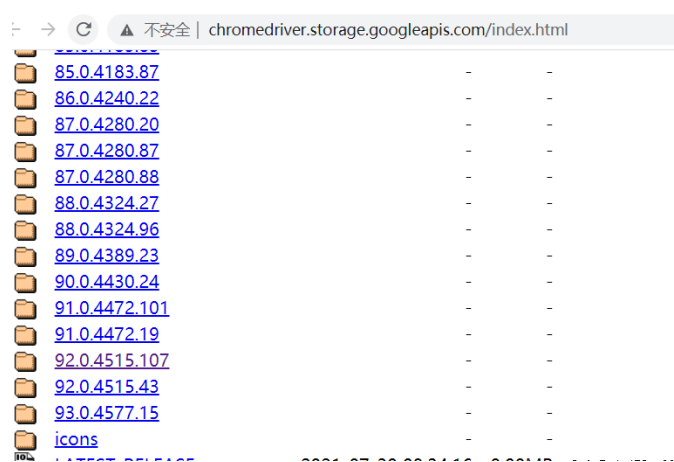 不安全 | chromedriver.storage.googleapis.com/index.html
85.0.4183.87 - -
86.0.4240.22 - -
87.0.4280.20 - -
87.0.4280.87 - -
87.0.4280.88 - -
88.0.4324.27 - -
88.0.4324.96 - -
89.0.4389.23 - -
90.0.4430.24 - -
91.0.4472.101 - -
91.0.4472.19 - -
92.0.4515.107 - -
92.0.4515.43 - -
93.0.4577.15 - -
icons - -
LATEST_RELEASE